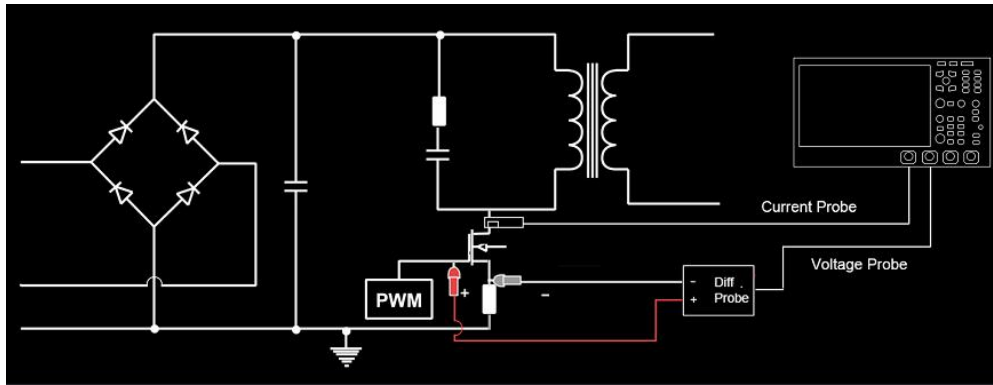 Current Probe
Voltage Probe
PWM
+
-
- Diff .
+ Probe